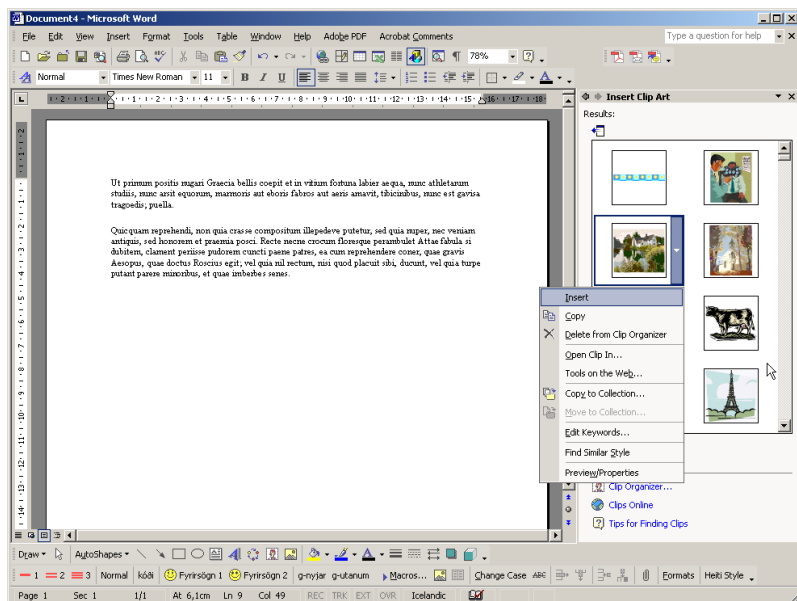 Document4 - Microsoft Word
File Edit View Insert Format Tools Table Window Help Adobe PDF Acrobat Comments Type a question for help
78%
Normal Times New Roman 11 B I U
Insert Clip Art
Results:
Ut primum positis nugari Graecia bellis coepit et in vitium fortuna labier aequa, nunc athletarum
studiis, nunc arsit equorum, marmoris aut eboris fabros aut aeris amavit, tibicinibus, nunc est gavisa
tragoedis; puella.
Quicquam reprehendi, non quia crasse compositum illepedeve putetur, sed quia nuper, nec veniam
antiquis, sed honorem et praemia posci. Recte necne crocum floresque perambulet Attae fabula si
dubitem, clament periisse pudorem cuncti paene patres, ea cum reprehendere coner, quae gravis
Aesopus, quae doctus Roscius egit; vel quia nil rectum, nisi quod placuit sibi, ducunt, vel quia turpe
putant parere minoribus, et quae imberbes senes.
Insert
Copy
Delete from Clip Organizer
Open Clip In...
Tools on the Web...
Copy to Collection...
Move to Collection...
Edit Keywords...
Find Similar Style
Preview/Properties
Clip Organizer...
Clips Online
Tips for Finding Clips
Draw AutoShapes
1 2 3 Normal kóði Fyrirsögn 1 Fyrirsögn 2 g-nyjar g-utanum Macros... Change Case ABC Formats Heiti Style
Page 1 Sec 1 1/1 At 6,1cm Ln 9 Col 49 REC TRK EXT OVR Icelandic